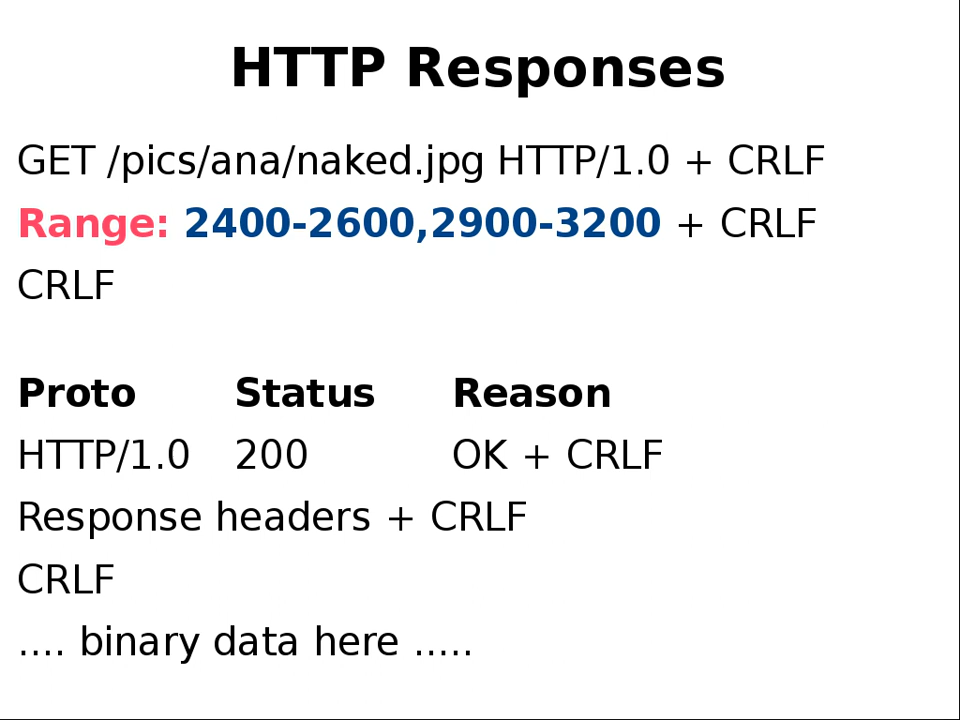 HTTP Responses
GET /pics/ana/naked.jpg HTTP/1.0 + CRLF
Range: 2400-2600,2900-3200 + CRLF
CRLF
Proto Status Reason
HTTP/1.0 200 OK + CRLF
Response headers + CRLF
CRLF
.... binary data here .....